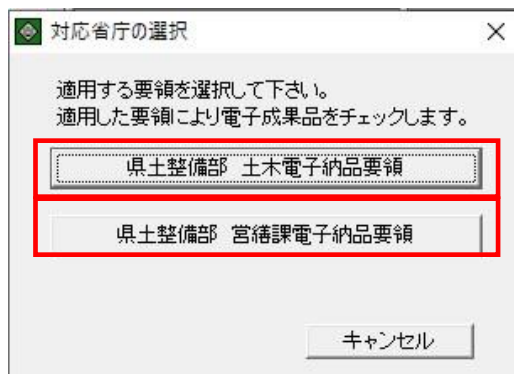 対応省庁の選択
適用する要領を選択して下さい。
適用した要領により電子成果品をチェックします。
県土整備部 土木電子納品要領
県土整備部 営繕課電子納品要領
キャンセル